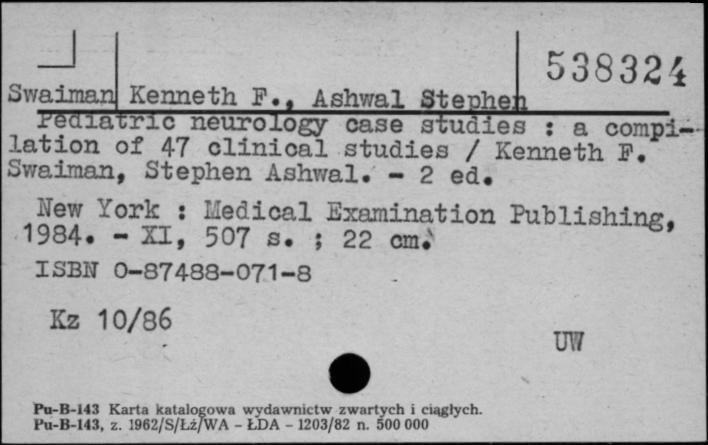 538324
Swaiman Kenneth F., Ashwal Stephen
Pediatric neurology case studies : a compi-
lation of 47 clinical studies / Kenneth F.
Swaiman, Stephen Ashwal. - 2 ed.
New York : Medical Examination Publishing,
1984. - XI, 507 s. ; 22 cm.
ISBN 0-87488-071-8
Kz 10/86
UW
Pu-B-143 Karta katalogowa wydawnictw zwartych i ciągłych.
Pu-B-143, z. 1962/S/Łż/WA - ŁDA - 1203/82 n. 500 000